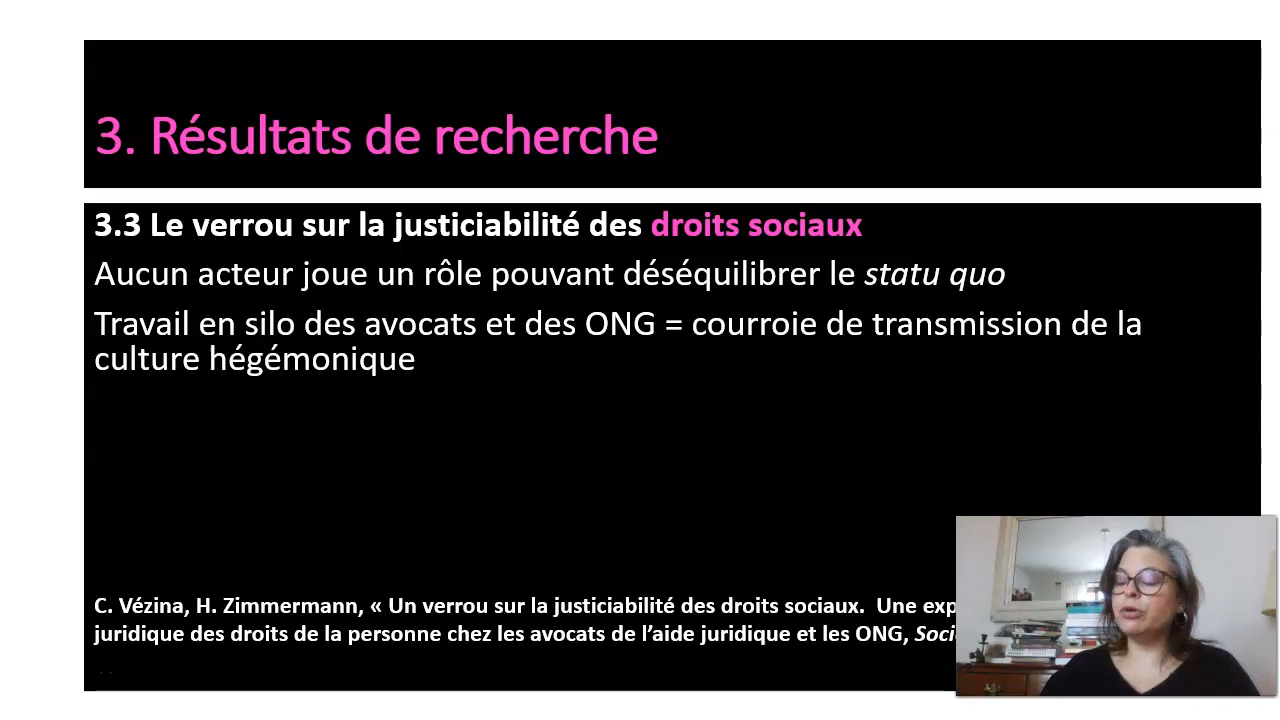 3. Résultats de recherche
3.3 Le verrou sur la justiciabilité des droits sociaux
Aucun acteur joue un rôle pouvant déséquilibrer le statu quo
Travail en silo des avocats et des ONG = courroie de transmission de la
culture hégémonique
C. Vézina, H. Zimmermann, « Un verrou sur la justiciabilité des droits sociaux. Une
juridique des droits de la personne chez les avocats de l’aide juridique et les ONG,